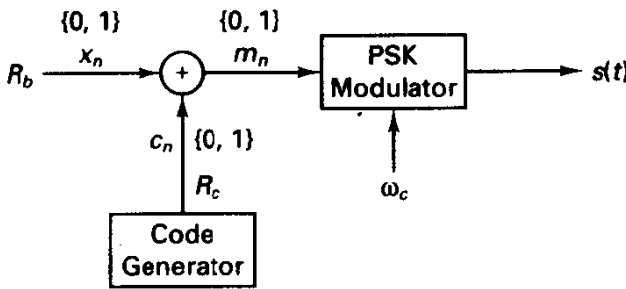 {0, 1}
{0, 1}
R_b
x_n
+
m_n
PSK
Modulator
s(t)
c_n
{0, 1}
R_c
ω_c
Code
Generator